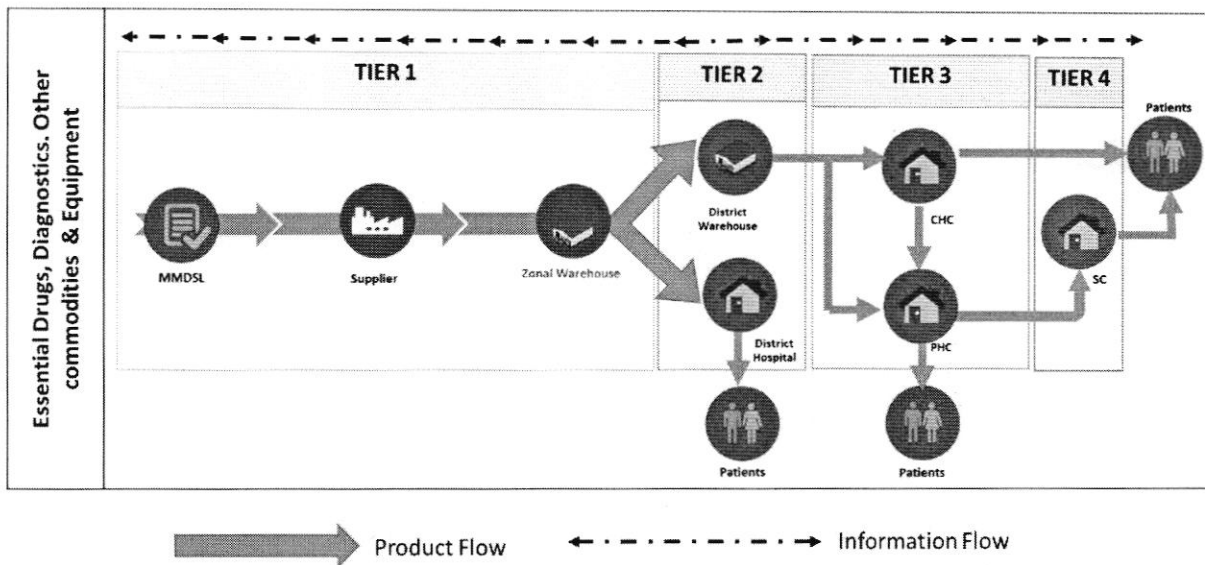 Essential Drugs, Diagnostics. Other
commodities & Equipment
TIER 1
TIER 2
TIER 3
TIER 4
Patients
MMDSL
Supplier
Zonal Warehouse
District
Warehouse
CHC
SC
District
Hospital
PHC
Patients
Patients
Product Flow
Information Flow